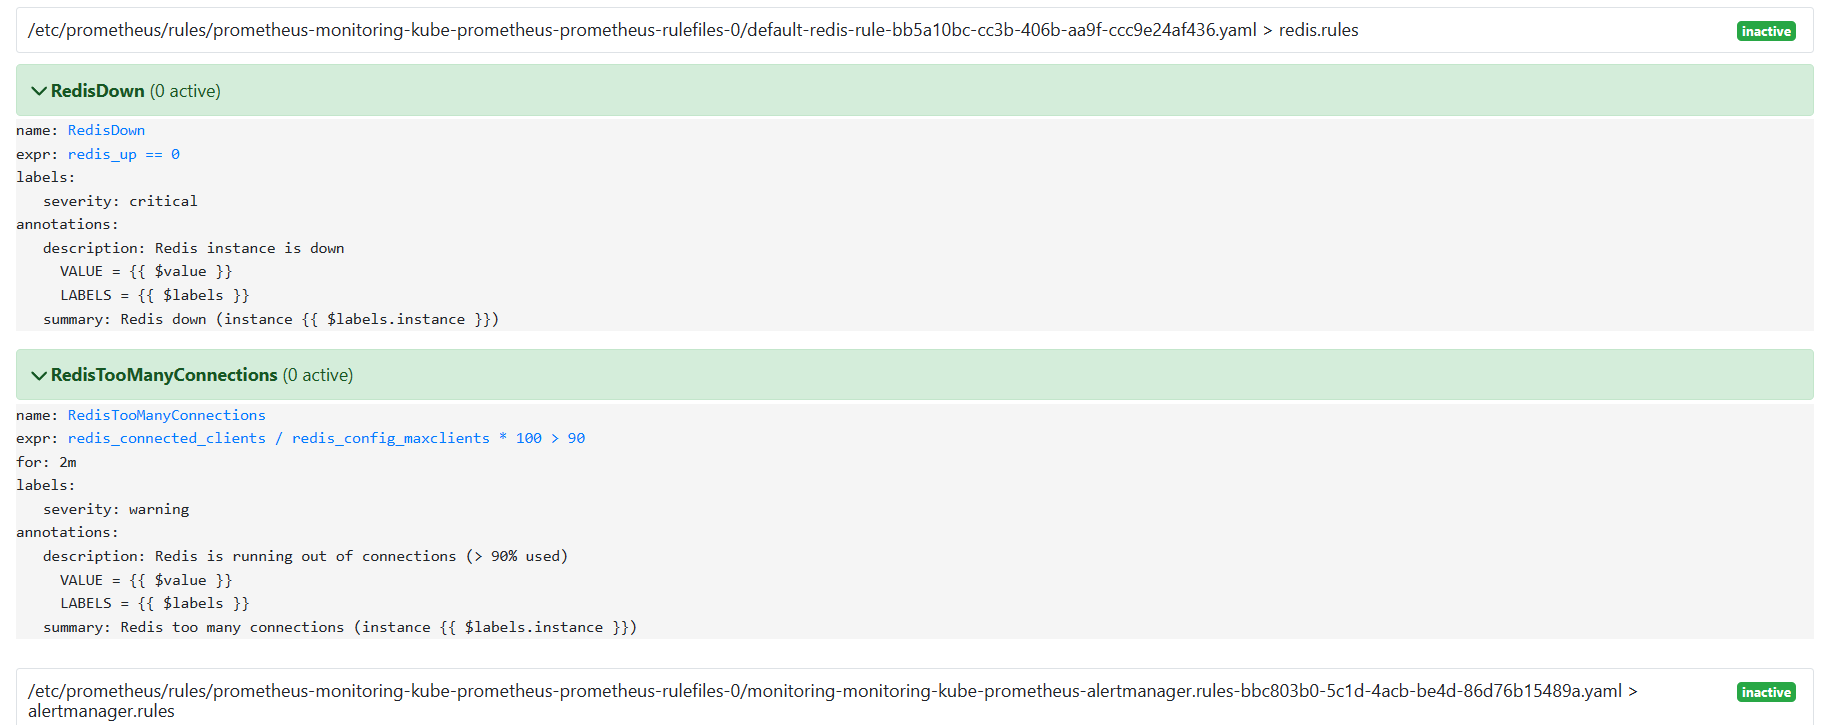 /etc/prometheus/rules/prometheus-monitoring-kube-prometheus-prometheus-rulefiles-0/default-redis-rule-bb5a10bc-cc3b-406b-aa9f-ccc9e24af436.yaml > redis.rules
inactive
RedisDown (0 active)
name: RedisDown
expr: redis_up == 0
labels:
severity: critical
annotations:
description: Redis instance is down
VALUE = {{ $value }}
LABELS = {{ $labels }}
summary: Redis down (instance {{ $labels.instance }})
RedisTooManyConnections (0 active)
name: RedisTooManyConnections
expr: redis_connected_clients / redis_config_maxclients * 100 > 90
for: 2m
labels:
severity: warning
annotations:
description: Redis is running out of connections (> 90% used)
VALUE = {{ $value }}
LABELS = {{ $labels }}
summary: Redis too many connections (instance {{ $labels.instance }})
/etc/prometheus/rules/prometheus-monitoring-kube-prometheus-prometheus-rulefiles-0/monitoring-monitoring-kube-prometheus-alertmanager.rules-bbc803b0-5c1d-4acb-be4d-86d76b15489a.yaml >
inactive
alertmanager.rules